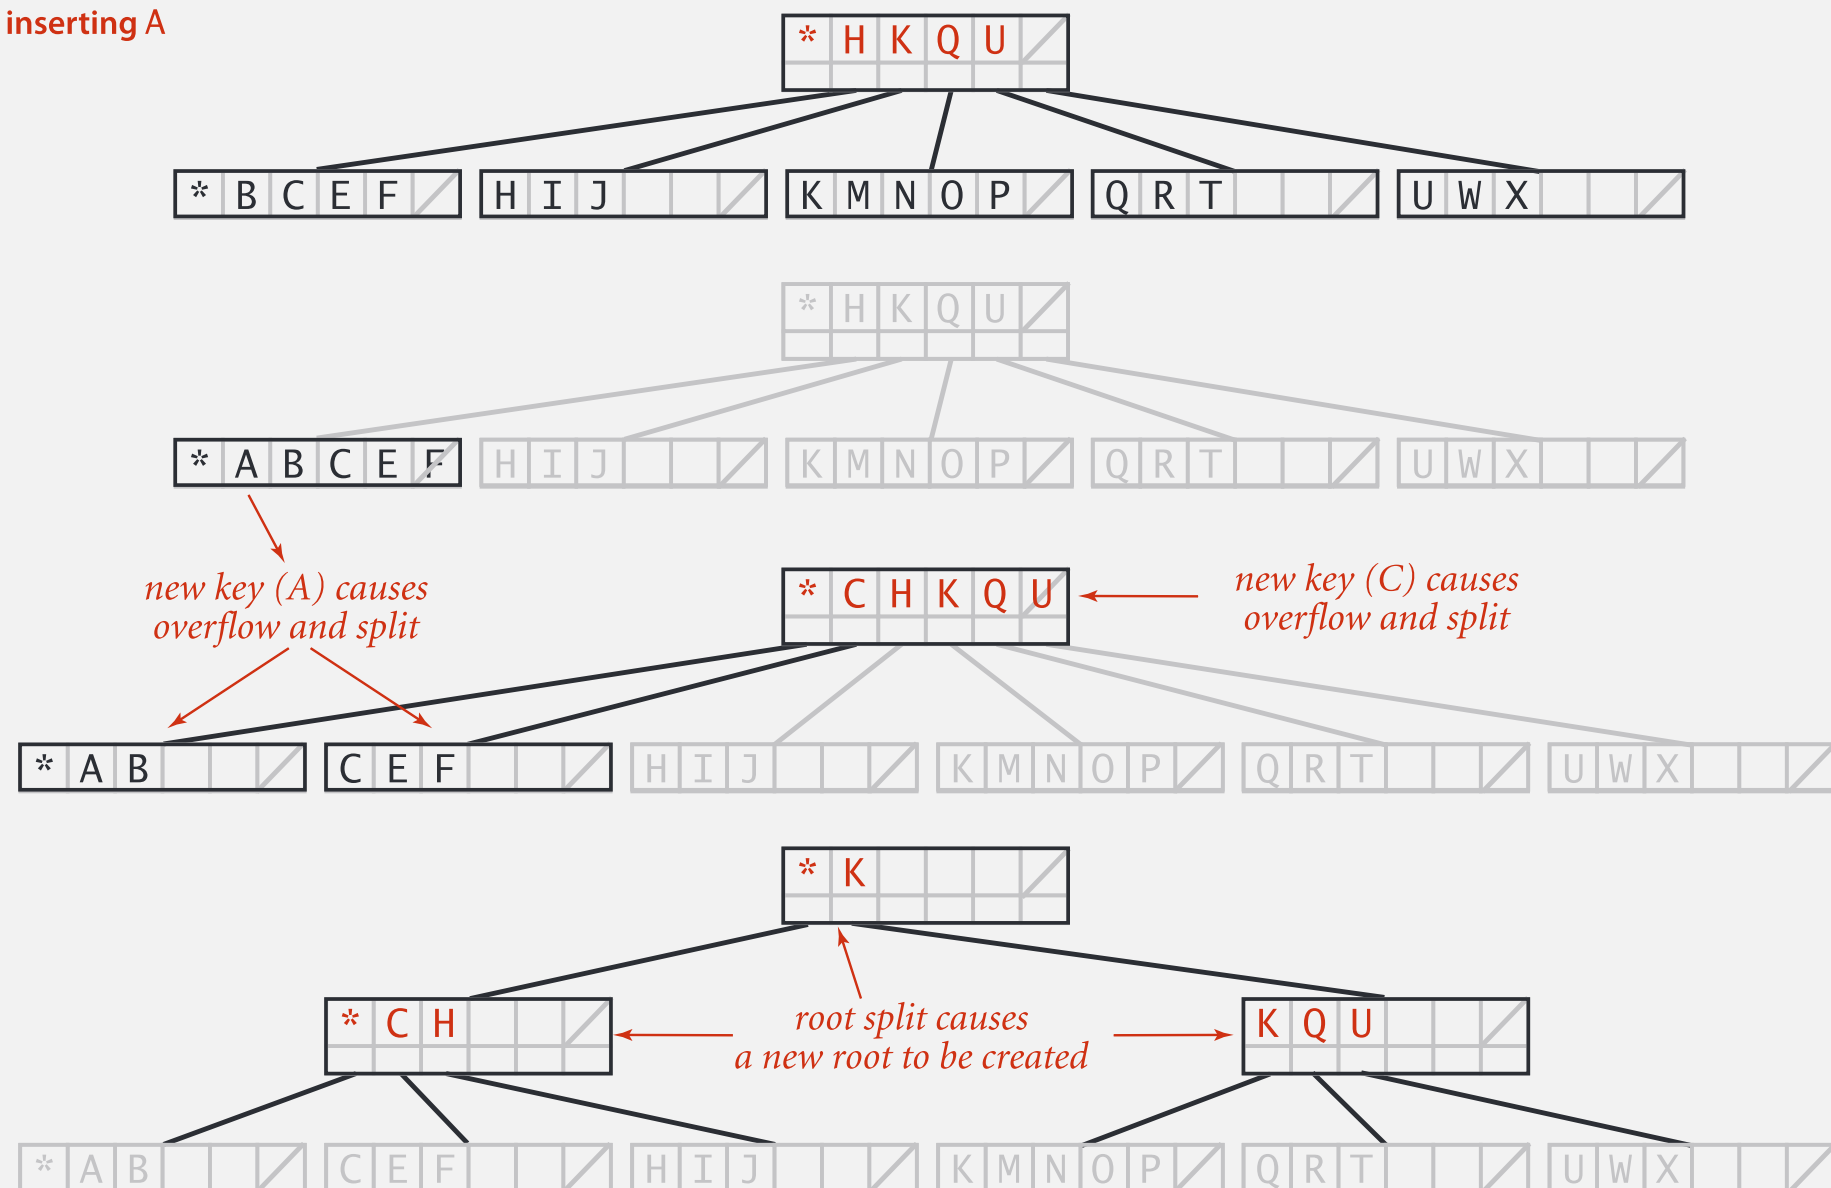 inserting A
* H K Q U
* B C E F H I J K M N O P Q R T U W X
* H K Q U
* A B C E F H I J K M N O P Q R T U W X
new key (A) causes
overflow and split
* C H K Q U
new key (C) causes
overflow and split
* A B C E F H I J K M N O P Q R T U W X
* K
root split causes
a new root to be created
* C H K Q U
* A B C E F H I J K M N O P Q R T U W X